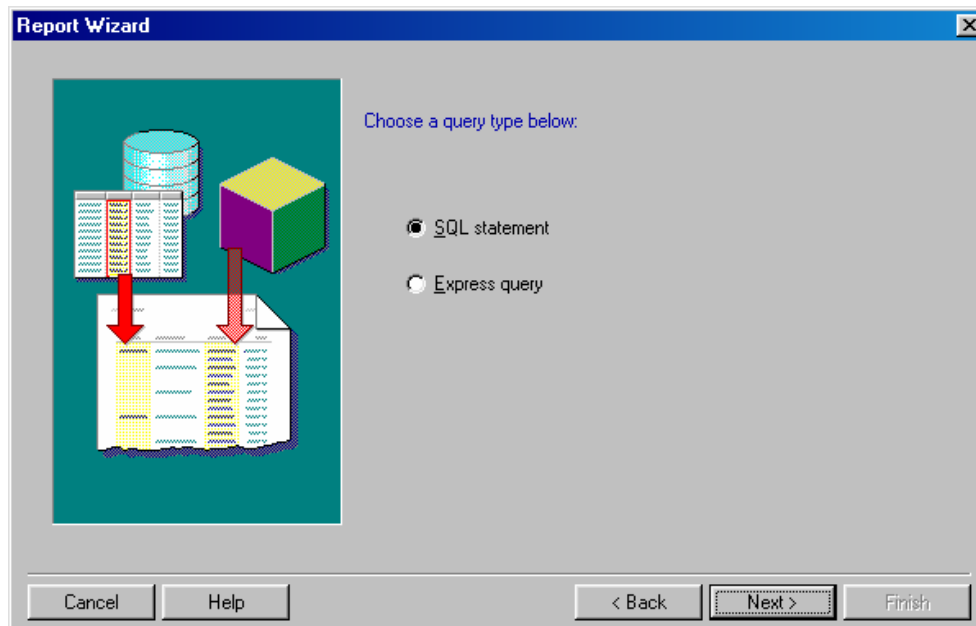 Report Wizard
Choose a query type below:
SQL statement
Express query
Cancel
Help
< Back
Next >
Finish